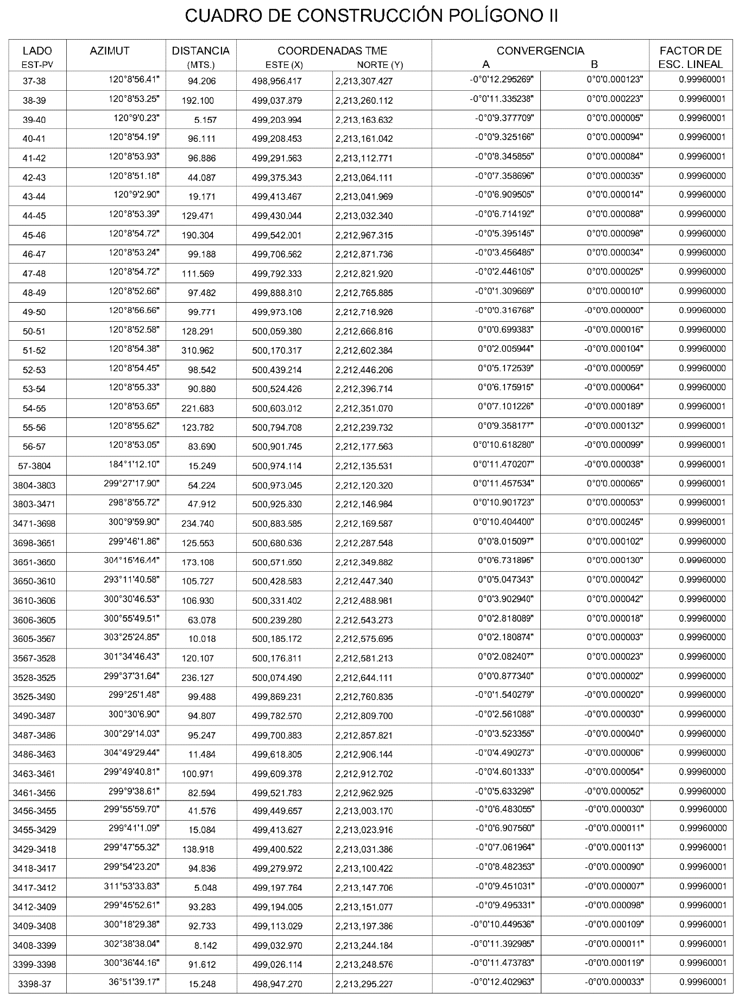 CUADRO DE CONSTRUCCIÓN POLÍGONO II
LADO AZIMUT DISTANCIA COORDENADAS TME CONVERGENCIA FACTOR DE
EST-PV (MTS.) ESTE (X) NORTE (Y) A B ESC. LINEAL
37-38 120°8'56.41" 94.206 498,956.417 2,213,307.427 -0°0'12.295269" 0°0'0.000123" 0.99960001
38-39 120°8'53.25" 192.100 499,037.879 2,213,260.112 -0°0'11.335238" 0°0'0.000223" 0.99960001
39-40 120°9'0.23" 5.157 499,203.994 2,213,163.632 -0°0'9.377709" 0°0'0.000005" 0.99960001
40-41 120°8'54.19" 96.111 499,208.453 2,213,161.042 -0°0'9.325166" 0°0'0.000094" 0.99960001
41-42 120°8'53.93" 96.886 499,291.563 2,213,112.771 -0°0'8.345855" 0°0'0.000084" 0.99960001
42-43 120°8'51.18" 44.087 499,375.343 2,213,064.111 -0°0'7.358696" 0°0'0.000035" 0.99960000
43-44 120°9'2.90" 19.171 499,413.467 2,213,041.969 -0°0'6.909505" 0°0'0.000014" 0.99960000
44-45 120°8'53.39" 129.471 499,430.044 2,213,032.340 -0°0'6.714192" 0°0'0.000088" 0.99960000
45-46 120°8'54.72" 190.304 499,542.001 2,212,967.315 -0°0'5.395145" 0°0'0.000098" 0.99960000
46-47 120°8'53.24" 99.188 499,706.562 2,212,871.736 -0°0'3.456485" 0°0'0.000034" 0.99960000
47-48 120°8'54.72" 111.569 499,792.333 2,212,821.920 -0°0'2.446105" 0°0'0.000025" 0.99960000
48-49 120°8'52.66" 97.482 499,888.810 2,212,765.885 -0°0'1.309669" 0°0'0.000010" 0.99960000
49-50 120°8'56.56" 99.771 499,973.106 2,212,716.926 -0°0'0.316768" -0°0'0.000000" 0.99960000
50-51 120°8'52.58" 128.291 500,059.380 2,212,666.816 0°0'0.699383" -0°0'0.000016" 0.99960000
51-52 120°8'54.38" 310.962 500,170.317 2,212,602.384 0°0'2.005944" -0°0'0.000104" 0.99960000
52-53 120°8'54.45" 98.542 500,439.214 2,212,446.206 0°0'5.172539" -0°0'0.000059" 0.99960000
53-54 120°8'55.33" 90.880 500,524.426 2,212,396.714 0°0'6.175915" -0°0'0.000064" 0.99960000
54-55 120°8'53.65" 221.683 500,603.012 2,212,351.070 0°0'7.101226" -0°0'0.000189" 0.99960001
55-56 120°8'55.62" 123.782 500,794.708 2,212,239.732 0°0'9.358177" -0°0'0.000132" 0.99960001
56-57 120°8'53.05" 83.690 500,901.745 2,212,177.563 0°0'10.618280" -0°0'0.000099" 0.99960001
57-3804 184°1'12.10" 15.249 500,974.114 2,212,135.531 0°0'11.470207" -0°0'0.000038" 0.99960001
3804-3803 299°27'17.90" 54.224 500,973.045 2,212,120.320 0°0'11.457534" 0°0'0.000065" 0.99960001
3803-3471 298°8'55.72" 47.912 500,925.830 2,212,146.984 0°0'10.901723" 0°0'0.000053" 0.99960001
3471-3698 300°9'59.90" 234.740 500,883.585 2,212,169.587 0°0'10.404400" 0°0'0.000245" 0.99960001
3698-3651 299°46'1.86" 125.553 500,680.636 2,212,287.548 0°0'8.015097" 0°0'0.000102" 0.99960000
3651-3650 304°15'46.44" 173.108 500,571.650 2,212,349.882 0°0'6.731895" 0°0'0.000130" 0.99960000
3650-3610 293°11'40.58" 105.727 500,428.583 2,212,447.340 0°0'5.047343" 0°0'0.000042" 0.99960000
3610-3606 300°30'46.53" 106.930 500,331.402 2,212,488.981 0°0'3.902940" 0°0'0.000042" 0.99960000
3606-3605 300°55'49.51" 63.078 500,239.280 2,212,543.273 0°0'2.818089" 0°0'0.000018" 0.99960000
3605-3567 303°25'24.85" 10.018 500,185.172 2,212,575.695 0°0'2.180874" 0°0'0.000003" 0.99960000
3567-3528 301°34'46.43" 120.107 500,176.811 2,212,581.213 0°0'2.082407" 0°0'0.000023" 0.99960000
3528-3525 299°37'31.64" 236.127 500,074.490 2,212,644.111 0°0'0.877340" 0°0'0.000002" 0.99960000
3525-3490 299°25'1.48" 99.488 499,869.231 2,212,760.835 -0°0'1.540279" -0°0'0.000020" 0.99960000
3490-3487 300°30'6.90" 94.807 499,782.570 2,212,809.700 -0°0'2.561088" -0°0'0.000030" 0.99960000
3487-3486 300°29'14.03" 95.247 499,700.883 2,212,857.821 -0°0'3.523355" -0°0'0.000040" 0.99960000
3486-3463 304°49'29.44" 11.484 499,618.805 2,212,906.144 -0°0'4.490273" -0°0'0.000006" 0.99960000
3463-3461 299°49'40.81" 100.971 499,609.378 2,212,912.702 -0°0'4.601333" -0°0'0.000054" 0.99960000
3461-3456 299°9'38.61" 82.594 499,521.783 2,212,962.925 -0°0'5.633298" -0°0'0.000052" 0.99960000
3456-3455 299°55'59.70" 41.576 499,449.657 2,213,003.170 -0°0'6.483055" -0°0'0.000030" 0.99960000
3455-3429 299°41'1.09" 15.084 499,413.627 2,213,023.916 -0°0'6.907560" -0°0'0.000011" 0.99960000
3429-3418 299°47'55.32" 138.918 499,400.522 2,213,031.386 -0°0'7.061964" -0°0'0.000113" 0.99960001
3418-3417 299°54'23.20" 94.836 499,279.972 2,213,100.422 -0°0'8.482353" -0°0'0.000090" 0.99960001
3417-3412 311°53'33.83" 5.048 499,197.764 2,213,147.706 -0°0'9.451031" -0°0'0.000007" 0.99960001
3412-3409 299°45'52.61" 93.283 499,194.005 2,213,151.077 -0°0'9.495331" -0°0'0.000098" 0.99960001
3409-3408 300°18'29.38" 92.733 499,113.029 2,213,197.386 -0°0'10.449536" -0°0'0.000109" 0.99960001
3408-3399 302°38'38.04" 8.142 499,032.970 2,213,244.184 -0°0'11.392985" -0°0'0.000011" 0.99960001
3399-3398 300°36'44.16" 91.612 499,026.114 2,213,248.576 -0°0'11.473783" -0°0'0.000119" 0.99960001
3398-37 36°51'39.17" 15.248 498,947.270 2,213,295.227 -0°0'12.402963" -0°0'0.000033" 0.99960001